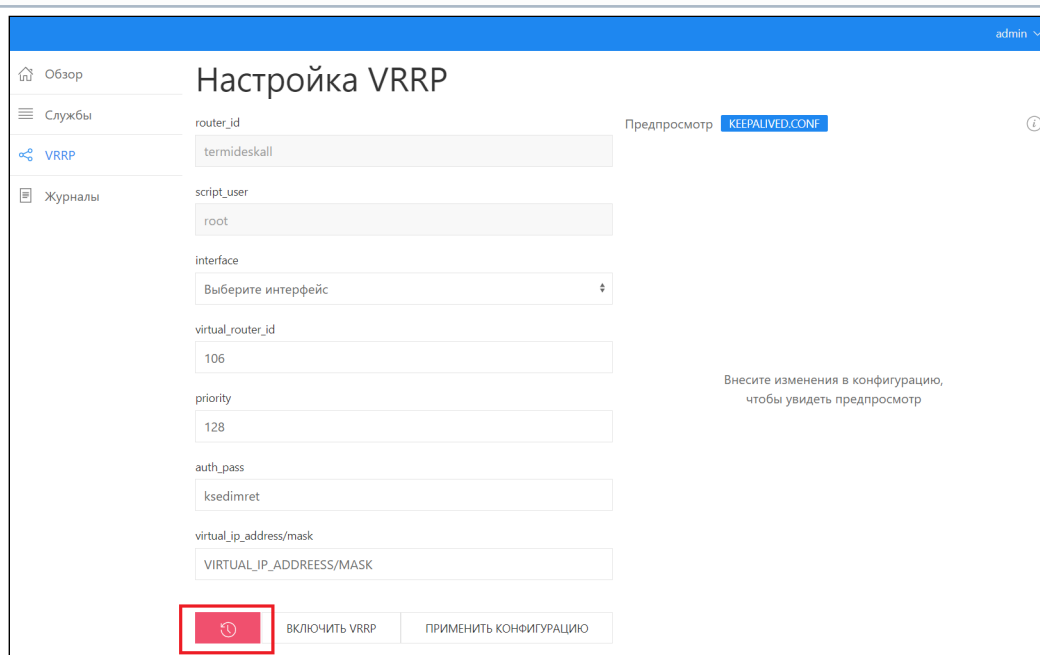 admin
Обзор
Службы
VRRP
Журналы
Настройка VRRP
router_id
termideskall
script_user
root
interface
Выберите интерфейс
virtual_router_id
106
priority
128
auth_pass
ksedimret
virtual_ip_address/mask
VIRTUAL_IP_ADDREESS/MASK
ВКЛЮЧИТЬ VRRP
ПРИМЕНИТЬ КОНФИГУРАЦИЮ
Предпросмотр KEEPALIVED.CONF
Внесите изменения в конфигурацию,
чтобы увидеть предпросмотр